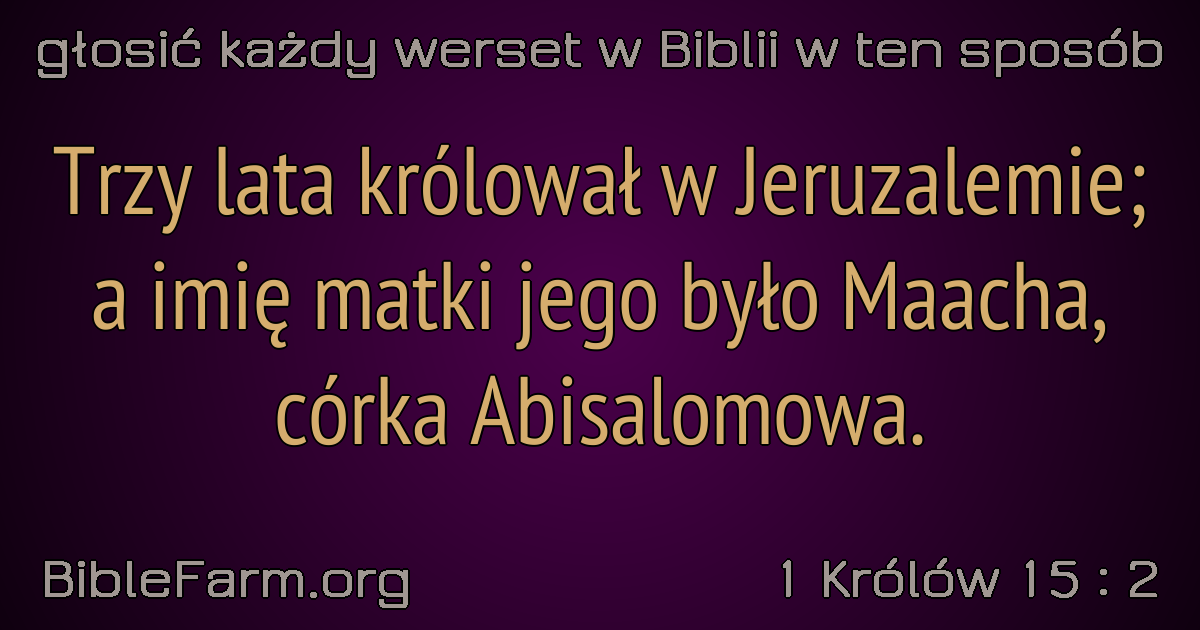 głosić każdy werset w Biblii w ten sposób
Trzy lata królował w Jeruzalemie;
a imię matki jego było Maacha,
córka Abisalomowa.
BibleFarm.org
1 Królów 15 : 2